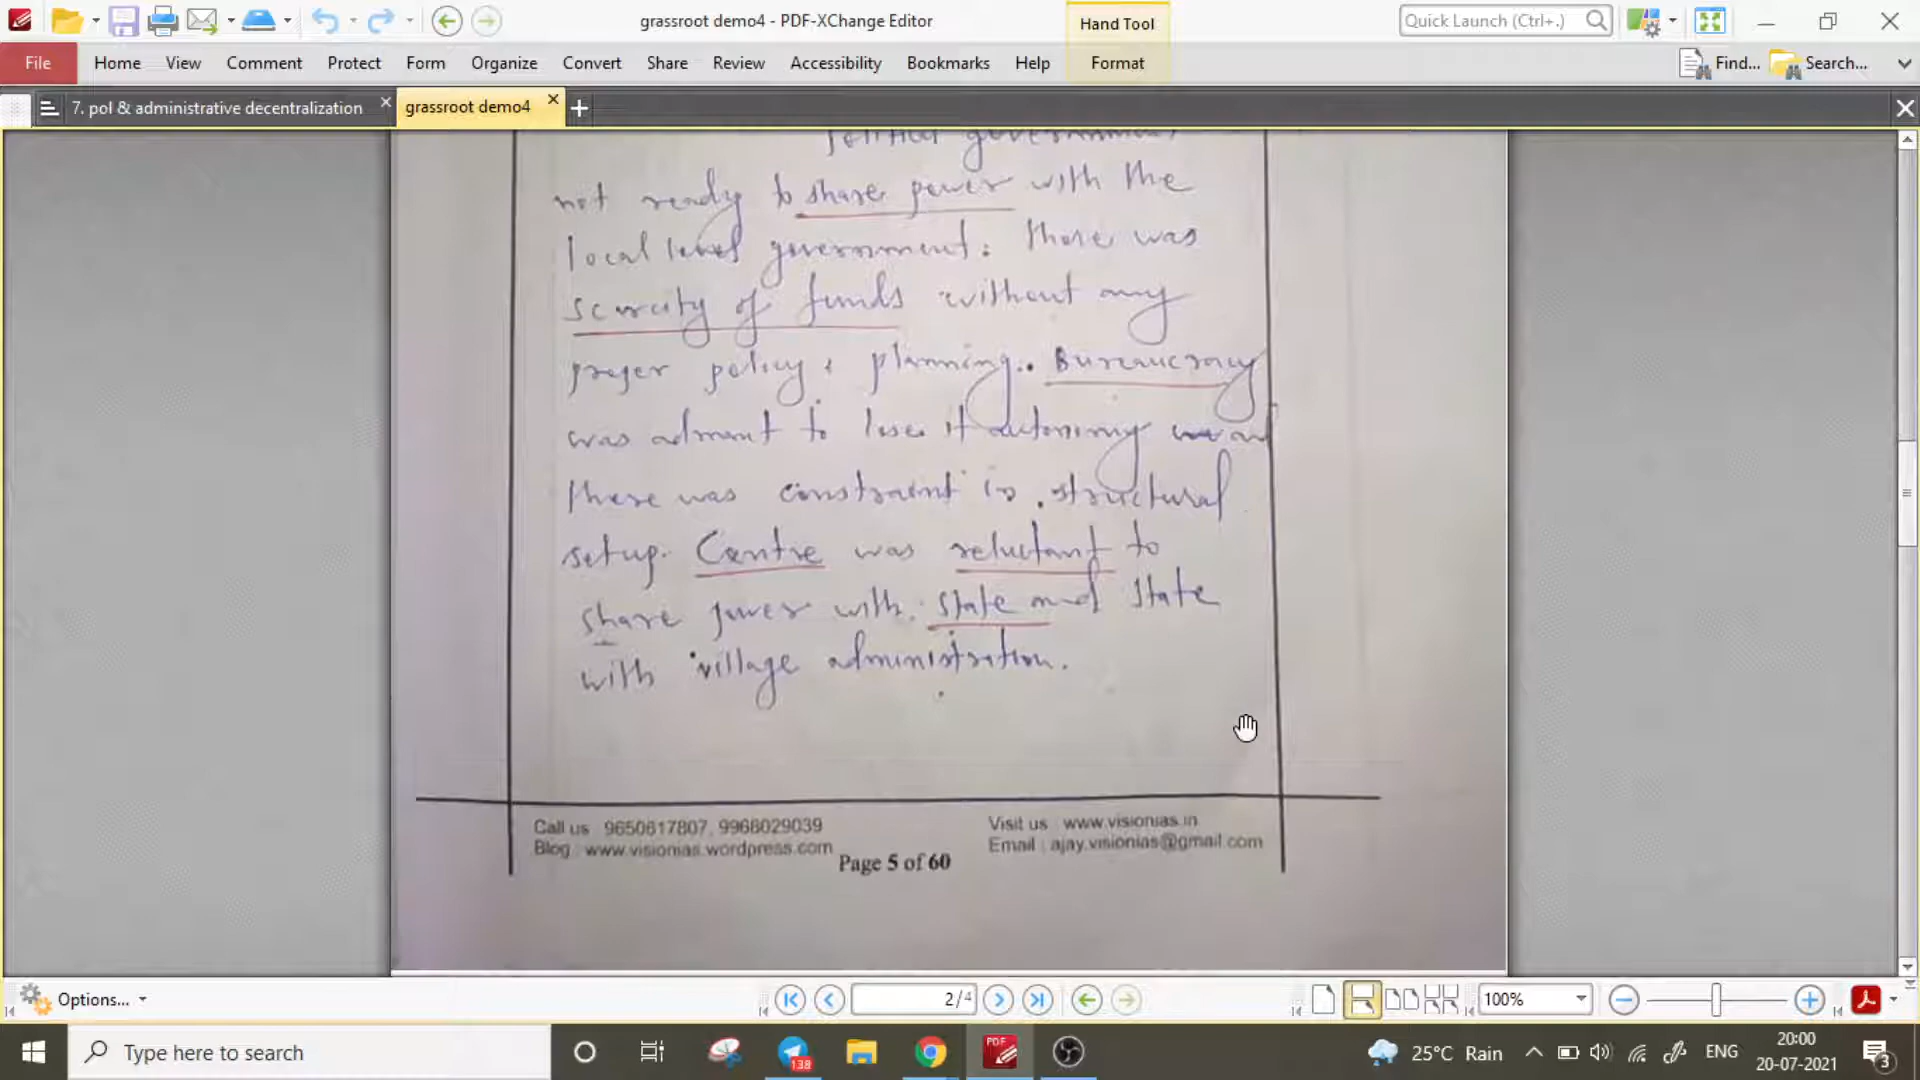 grassroot demo4 - PDF-XChange Editor
Hand Tool
Quick Launch (Ctrl+.)
File Home View Comment Protect Form Organize Convert Share Review Accessibility Bookmarks Help Format Find... Search...
7. pol & administrative decentralization grassroot demo4
government
not ready to share power with the
local level government. There was
scarcity of funds without any
proper policy & planning. Bureaucracy
was admant to lose it autonomy
there was constraint in structural
setup. Centre was reluctant to
share power with state and state
with village administration.
Call us 9650617807, 9968029039 Visit us : www.visionias.in
Blog : www.visionias.wordpress.com Email : ajay.visionias@gmail.com
Page 5 of 60
Options... 2/4 100%
Type here to search 138 PDF 25°C Rain ENG 20:00
20-07-2021 3